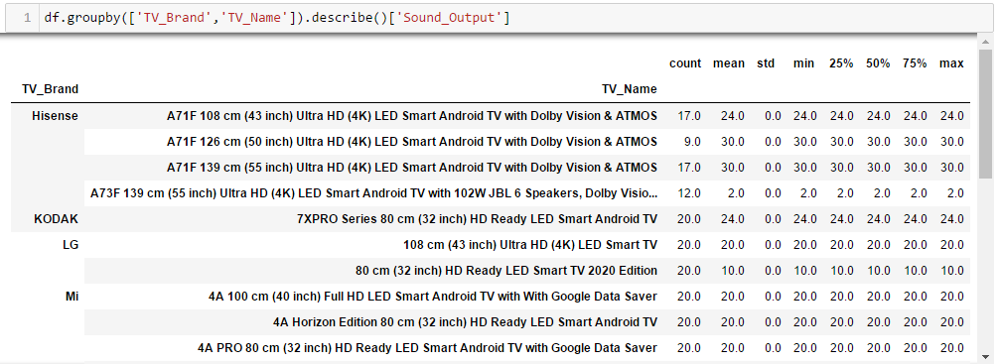 1 df.groupby(['TV_Brand','TV_Name']).describe()['Sound_Output']
count mean std min 25% 50% 75% max
TV_Brand TV_Name
Hisense A71F 108 cm (43 inch) Ultra HD (4K) LED Smart Android TV with Dolby Vision & ATMOS 17.0 24.0 0.0 24.0 24.0 24.0 24.0 24.0
A71F 126 cm (50 inch) Ultra HD (4K) LED Smart Android TV with Dolby Vision & ATMOS 9.0 30.0 0.0 30.0 30.0 30.0 30.0 30.0
A71F 139 cm (55 inch) Ultra HD (4K) LED Smart Android TV with Dolby Vision & ATMOS 17.0 30.0 0.0 30.0 30.0 30.0 30.0 30.0
A73F 139 cm (55 inch) Ultra HD (4K) LED Smart Android TV with 102W JBL 6 Speakers, Dolby Visio... 12.0 2.0 0.0 2.0 2.0 2.0 2.0 2.0
KODAK 7XPRO Series 80 cm (32 inch) HD Ready LED Smart Android TV 20.0 24.0 0.0 24.0 24.0 24.0 24.0 24.0
LG 108 cm (43 inch) Ultra HD (4K) LED Smart TV 20.0 20.0 0.0 20.0 20.0 20.0 20.0 20.0
80 cm (32 inch) HD Ready LED Smart TV 2020 Edition 20.0 10.0 0.0 10.0 10.0 10.0 10.0 10.0
Mi 4A 100 cm (40 inch) Full HD LED Smart Android TV with With Google Data Saver 20.0 20.0 0.0 20.0 20.0 20.0 20.0 20.0
4A Horizon Edition 80 cm (32 inch) HD Ready LED Smart Android TV 20.0 20.0 0.0 20.0 20.0 20.0 20.0 20.0
4A PRO 80 cm (32 inch) HD Ready LED Smart Android TV with Google Data Saver 20.0 20.0 0.0 20.0 20.0 20.0 20.0 20.0